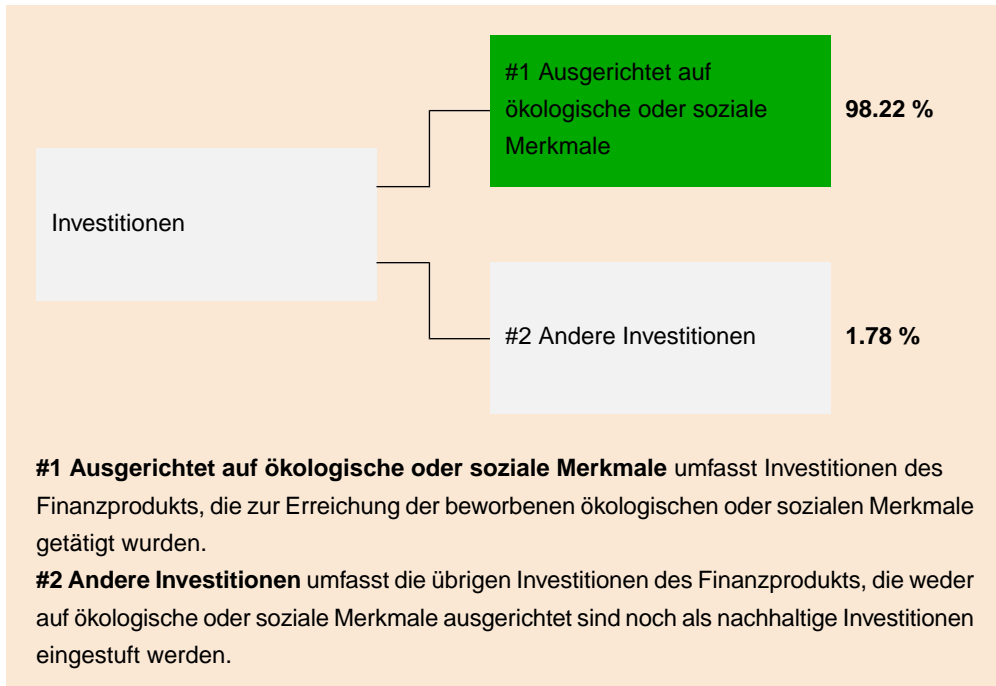 #1 Ausgerichtet auf
ökologische oder soziale
Merkmale
98.22 %
Investitionen
#2 Andere Investitionen
1.78 %
#1 Ausgerichtet auf ökologische oder soziale Merkmale umfasst Investitionen des
Finanzprodukts, die zur Erreichung der beworbenen ökologischen oder sozialen Merkmale
getätigt wurden.
#2 Andere Investitionen umfasst die übrigen Investitionen des Finanzprodukts, die weder
auf ökologische oder soziale Merkmale ausgerichtet sind noch als nachhaltige Investitionen
eingestuft werden.